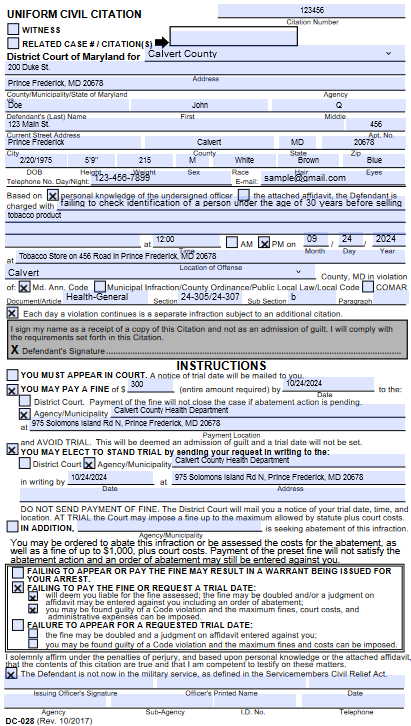 UNIFORM CIVIL CITATION
123456
Citation Number
WITNESS
RELATED CASE # / CITATION(S)
District Court of Maryland for Calvert County
200 Duke St.
Address
Prince Frederick, MD 20678
County/Municipality/State of Maryland Agency
vs
Doe John Q
Defendant's (Last) Name First Middle
123 Main St. 456
Current Street Address Apt. No.
Prince Frederick Calvert MD 20678
City County State Zip
2/20/1975 5'9" 215 M White Brown Blue
DOB Height Weight Sex Race Hair Eyes
Telephone No. Day/Night: 123-456-7899 E-mail: sample@gmail.com
Based on personal knowledge of the undersigned officer the attached affidavit, the Defendant is
charged with failing to check identification of a person under the age of 30 years before selling
tobacco product
at 12:00 AM PM on 09 24 2024
Time Month Day Year
at Tobacco Store on 456 Road in Prince Frederick, MD 20678
Location of Offense
Calvert County, MD in violation
of: Md. Ann. Code Municipal Infraction/County Ordinance/Public Local Law/Local Code COMAR
Document/Article Health-General Section 24-305/24-307 Sub Section b Paragraph
Each day a violation continues is a separate infraction subject to an additional citation.
I sign my name as a receipt of a copy of this Citation and not as an admission of guilt. I will comply with
the requirements set forth in this Citation.
X Defendant's Signature
INSTRUCTIONS
YOU MUST APPEAR IN COURT. A notice of trial date will be mailed to you.
YOU MAY PAY A FINE of $ 300 (entire amount required) by 10/24/2024 to the:
Date
District Court. Payment of the fine will not close the case if abatement action is pending.
Agency/Municipality Calvert County Health Department
at 975 Solomons Island Rd N, Prince Frederick, MD 20678
Payment Location
and AVOID TRIAL. This will be deemed an admission of guilt and a trial date will not be set.
YOU MAY ELECT TO STAND TRIAL by sending your request in writing to the:
District Court Agency/Municipality Calvert County Health Department
in writing by 10/24/2024 at 975 Solomons Island Rd N, Prince Frederick, MD 20678
Date Address
DO NOT SEND PAYMENT OF FINE. The District Court will mail you a notice of your trial date, time, and
location. AT TRIAL the Court may impose a fine up to the maximum allowed by statute plus court costs.
IN ADDITION, is seeking abatement of this infraction.
Agency/Municipality
You may be ordered to abate this infraction or be assessed the costs for the abatement, as
well as a fine of up to $1,000, plus court costs. Payment of the preset fine will not satisfy the
abatement action and an order of abatement may still be entered against you.
FAILING TO APPEAR OR PAY THE FINE MAY RESULT IN A WARRANT BEING ISSUED FOR
YOUR ARREST.
FAILING TO PAY THE FINE OR REQUEST A TRIAL DATE:
will deem you liable for the fine assessed; the fine may be doubled and/or a judgment on
affidavit may be entered against you including an order of abatement;
you may be found guilty of a Code violation and the maximum fines, court costs, and
administrative expenses can be imposed.
FAILURE TO APPEAR FOR A REQUESTED TRIAL DATE:
the fine may be doubled and a judgment on affidavit entered against you;
you may be found guilty of a Code violation and the maximum fines and costs can be imposed.
I solemnly affirm under the penalties of perjury, and based upon personal knowledge or the attached affidavit,
that the contents of this citation are true and that I am competent to testify on these matters.
The Defendant is not now in the military service, as defined in the Servicemembers Civil Relief Act.
Issuing Officer's Signature Officer's Printed Name Date
Agency Sub-Agency I.D. No. Telephone
DC-028 (Rev. 10/2017)